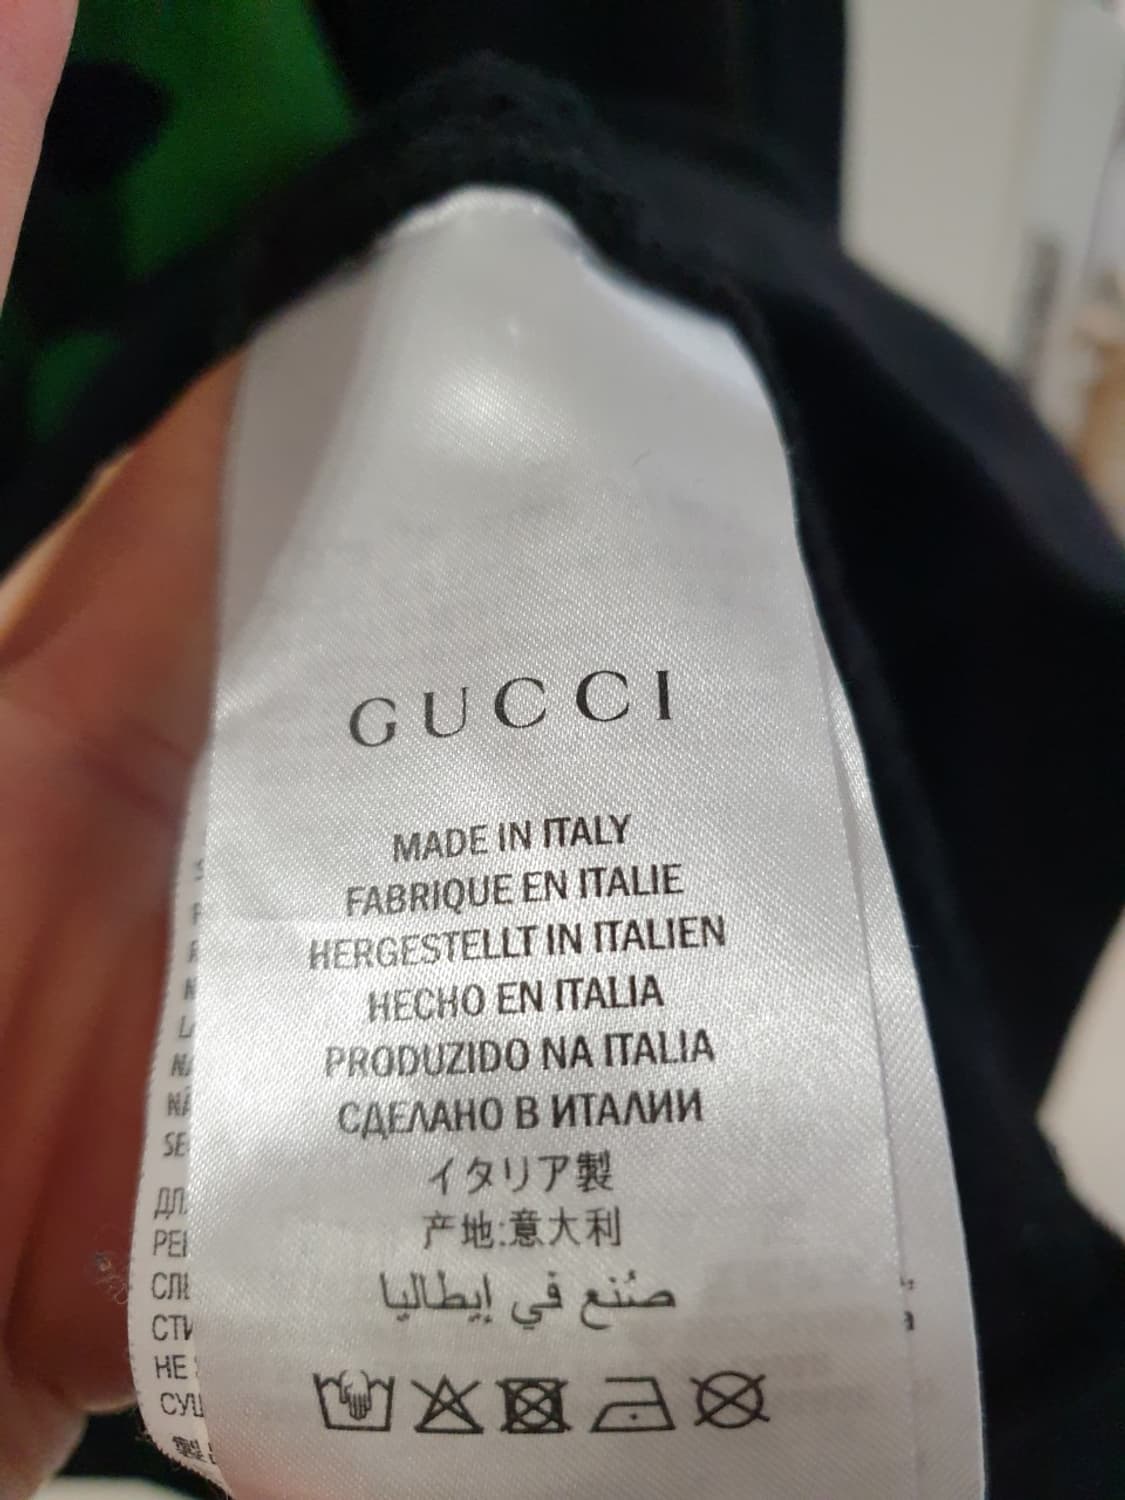 GUCCI
MADE IN ITALY
FABRIQUE EN ITALIE
HERGESTELLT IN ITALIEN
HECHO EN ITALIA
PRODUZIDO NA ITALIA
СДЕЛАНО В ИТАЛИИ
イタリア製
产地:意大利
صُنع في إيطاليا